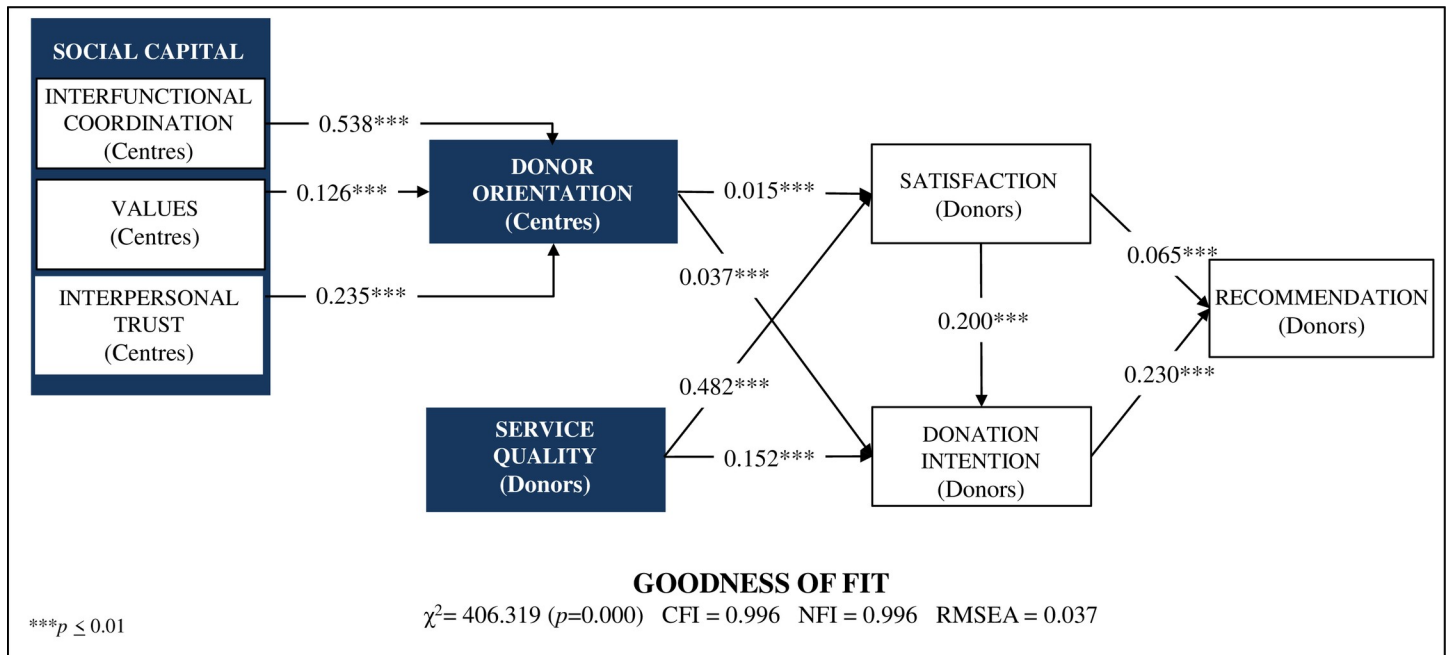 SOCIAL CAPITAL
INTERFUNCTIONAL
COORDINATION
(Centres)
VALUES
(Centres)
INTERPERSONAL
TRUST
(Centres)
0.538***
0.126***
0.235***
DONOR
ORIENTATION
(Centres)
SERVICE
QUALITY
(Donors)
0.015***
0.037***
0.482***
0.152***
SATISFACTION
(Donors)
0.200***
DONATION
INTENTION
(Donors)
0.065***
0.230***
RECOMMENDATION
(Donors)
GOODNESS OF FIT
χ²= 406.319 (p=0.000) CFI = 0.996 NFI = 0.996 RMSEA = 0.037
***p ≤ 0.01